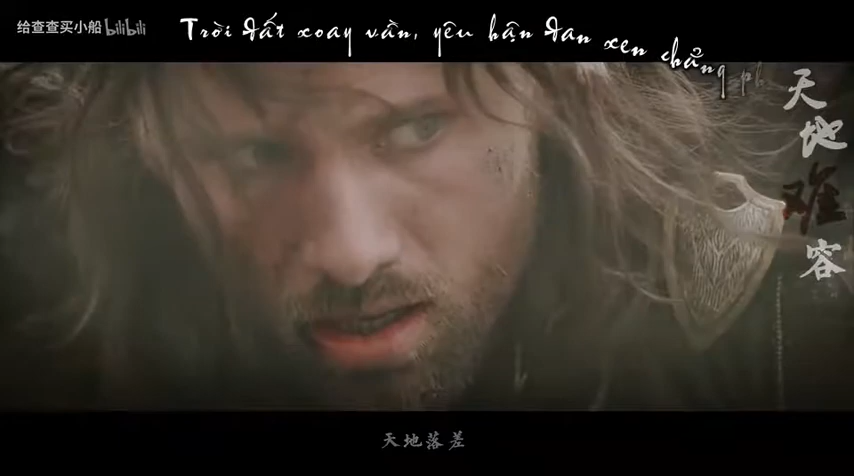 给查查买小船 bilibili
Trời đất xoay vần, yêu hận đan xen chẳng ph
天地难容
天地落差